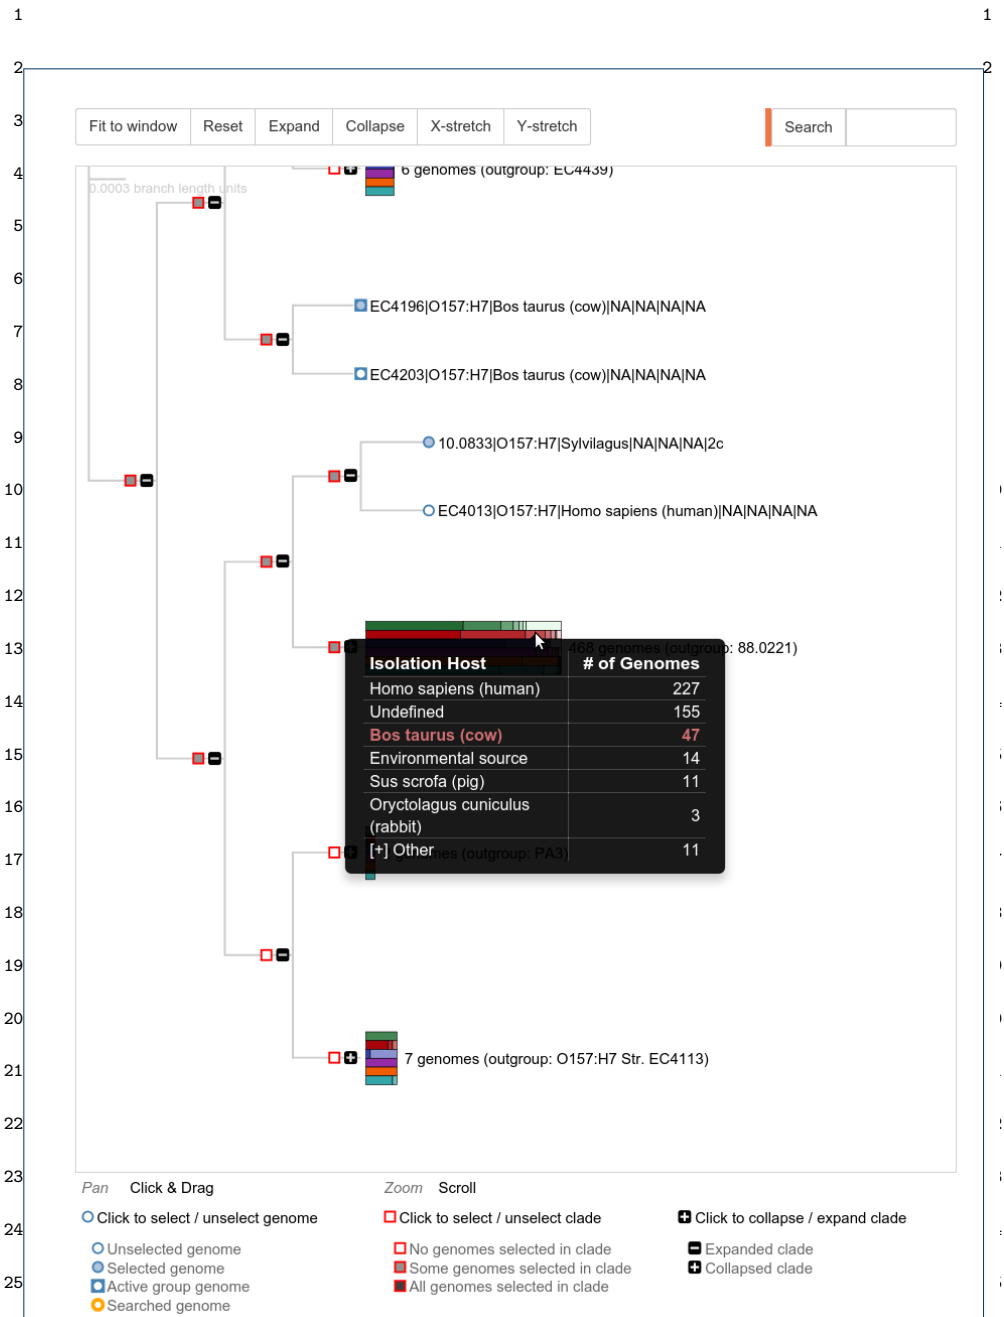 1 1
2 2
3
Fit to window Reset Expand Collapse X-stretch Y-stretch Search
4
6 genomes (outgroup: EC4439)
0.0003 branch length units
5
6
EC4196|O157:H7|Bos taurus (cow)|NA|NA|NA|NA
7
EC4203|O157:H7|Bos taurus (cow)|NA|NA|NA|NA
8
9
10.0833|O157:H7|Sylvilagus|NA|NA|NA|2c
10
EC4013|O157:H7|Homo sapiens (human)|NA|NA|NA|NA
11
12
13
468 genomes (outgroup: 88.0221)
Isolation Host # of Genomes
Homo sapiens (human) 227
14
Undefined 155
Bos taurus (cow) 47
15
Environmental source 14
Sus scrofa (pig) 11
16
Oryctolagus cuniculus
(rabbit) 3
17
[+] Other 11
genomes (outgroup: PA3)
18
19
20
7 genomes (outgroup: O157:H7 Str. EC4113)
21
22
23
Pan Click & Drag Zoom Scroll
24
Click to select / unselect genome Click to select / unselect clade Click to collapse / expand clade
Unselected genome No genomes selected in clade Expanded clade
Selected genome Some genomes selected in clade Collapsed clade
25
Active group genome All genomes selected in clade
Searched genome